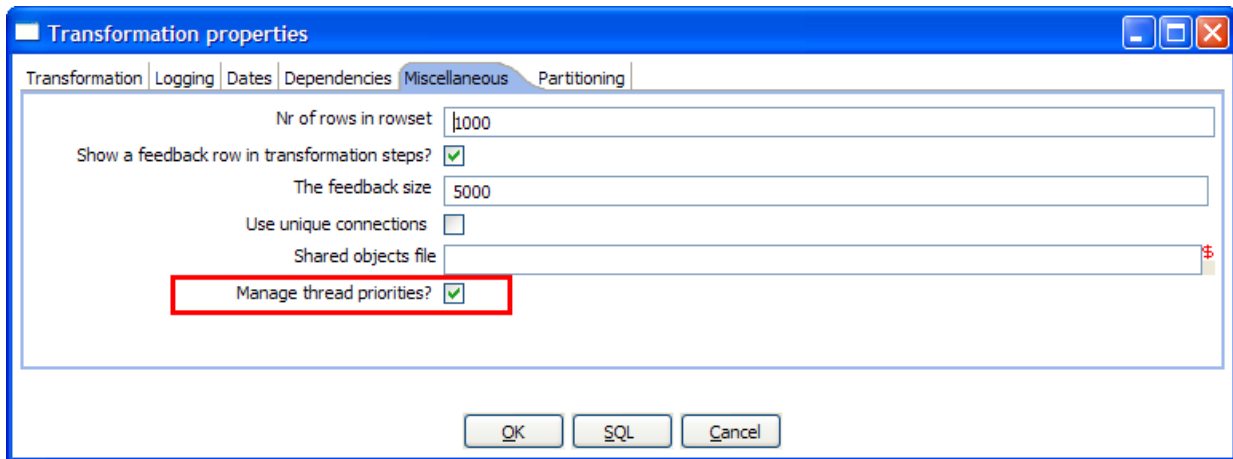 Transformation properties
Transformation Logging Dates Dependencies Miscellaneous Partitioning
Nr of rows in rowset 1000
Show a feedback row in transformation steps?
The feedback size 5000
Use unique connections
Shared objects file $
Manage thread priorities?
OK SQL Cancel